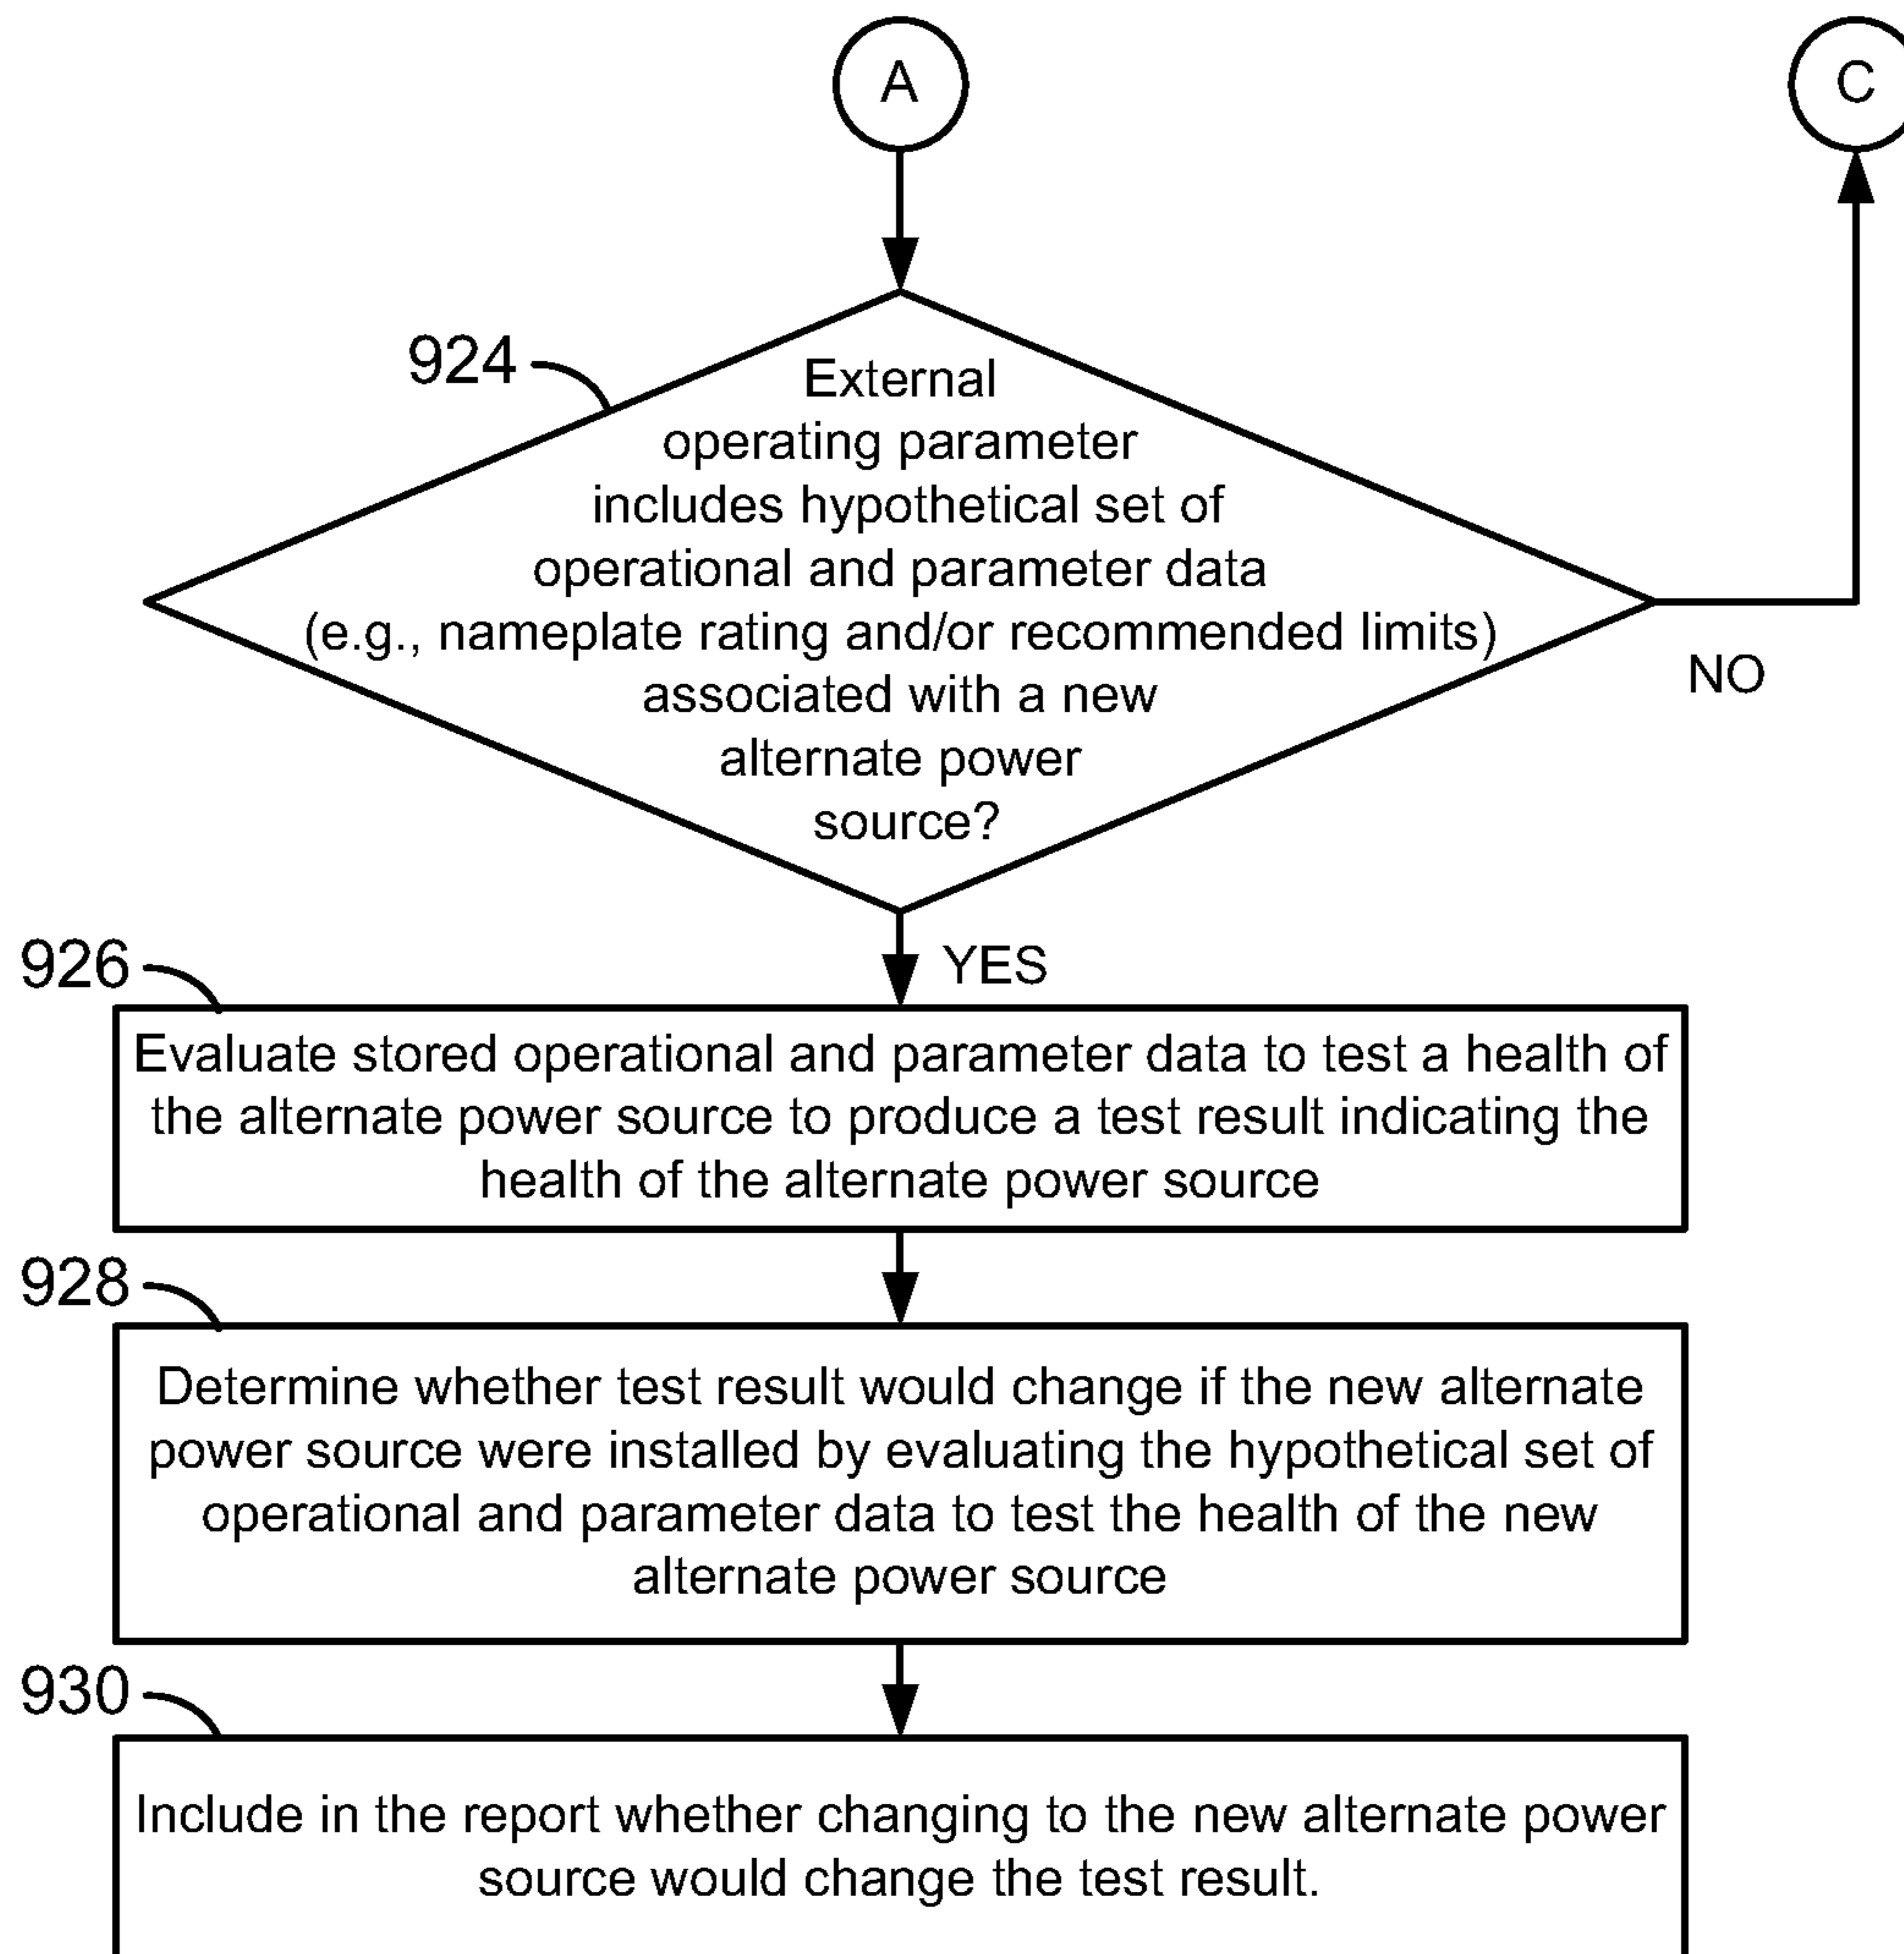 A
C
924
External
operating parameter
includes hypothetical set of
operational and parameter data
(e.g., nameplate rating and/or recommended limits)
associated with a new
alternate power
source?
NO
YES
926
Evaluate stored operational and parameter data to test a health of
the alternate power source to produce a test result indicating the
health of the alternate power source
928
Determine whether test result would change if the new alternate
power source were installed by evaluating the hypothetical set of
operational and parameter data to test the health of the new
alternate power source
930
Include in the report whether changing to the new alternate power
source would change the test result.